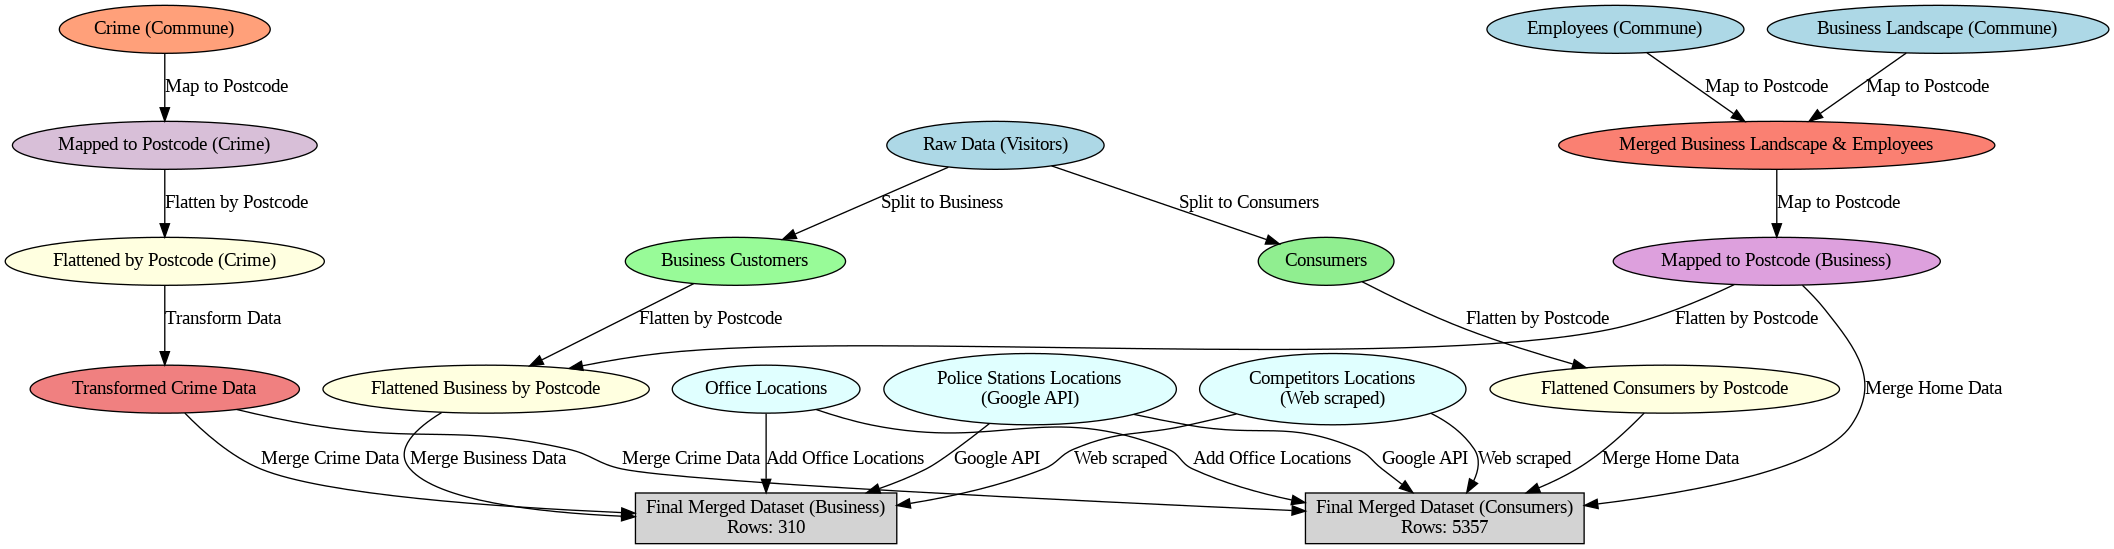 Crime (Commune)
Employees (Commune)
Business Landscape (Commune)
Map to Postcode
Map to Postcode
Map to Postcode
Mapped to Postcode (Crime)
Raw Data (Visitors)
Merged Business Landscape & Employees
Flatten by Postcode
Split to Business
Split to Consumers
Map to Postcode
Flattened by Postcode (Crime)
Business Customers
Consumers
Mapped to Postcode (Business)
Transform Data
Flatten by Postcode
Flatten by Postcode
Flatten by Postcode
Transformed Crime Data
Flattened Business by Postcode
Office Locations
Police Stations Locations
(Google API)
Competitors Locations
(Web scraped)
Flattened Consumers by Postcode
Merge Home Data
Merge Crime Data
Merge Business Data
Merge Crime Data
Add Office Locations
Google API
Web scraped
Add Office Locations
Google API
Web scraped
Merge Home Data
Final Merged Dataset (Business)
Rows: 310
Final Merged Dataset (Consumers)
Rows: 5357